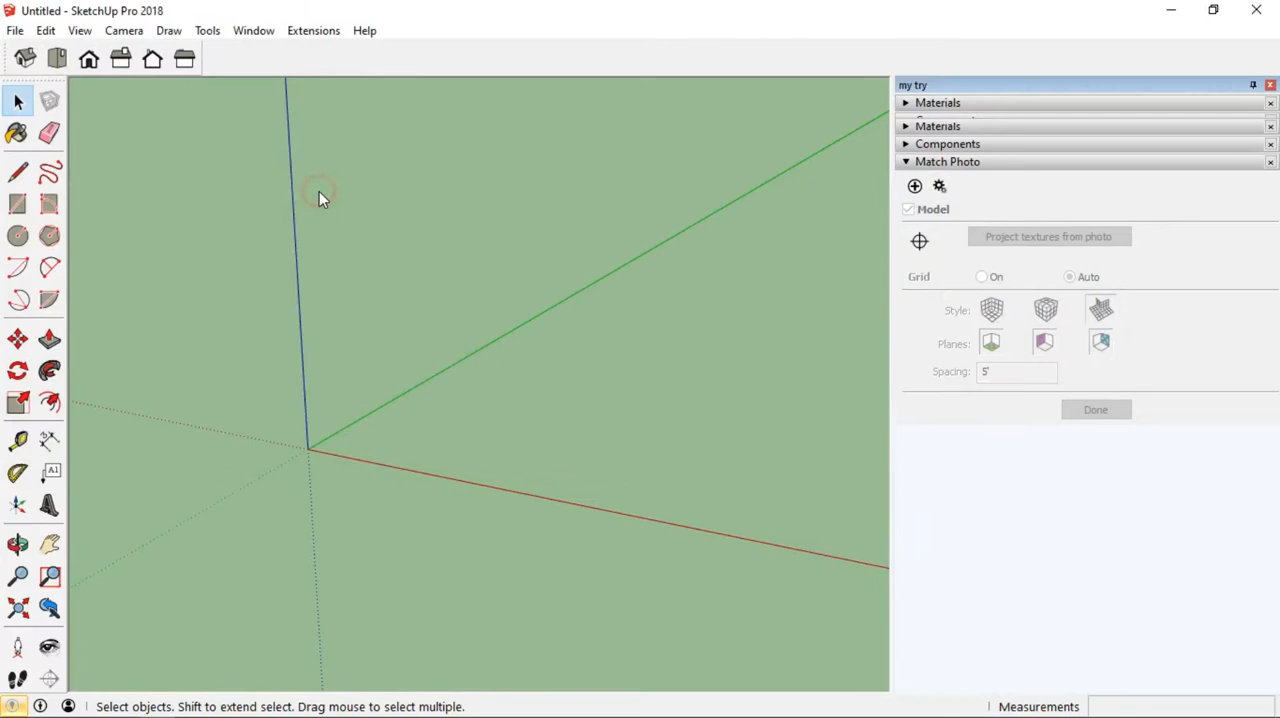 Untitled - SketchUp Pro 2018
File Edit View Camera Draw Tools Window Extensions Help
my try
Materials
Materials
Components
Match Photo
Model
Project textures from photo
Grid On Auto
Style:
Planes:
Spacing: 5'
Done
A1
Select objects. Shift to extend select. Drag mouse to select multiple.
Measurements